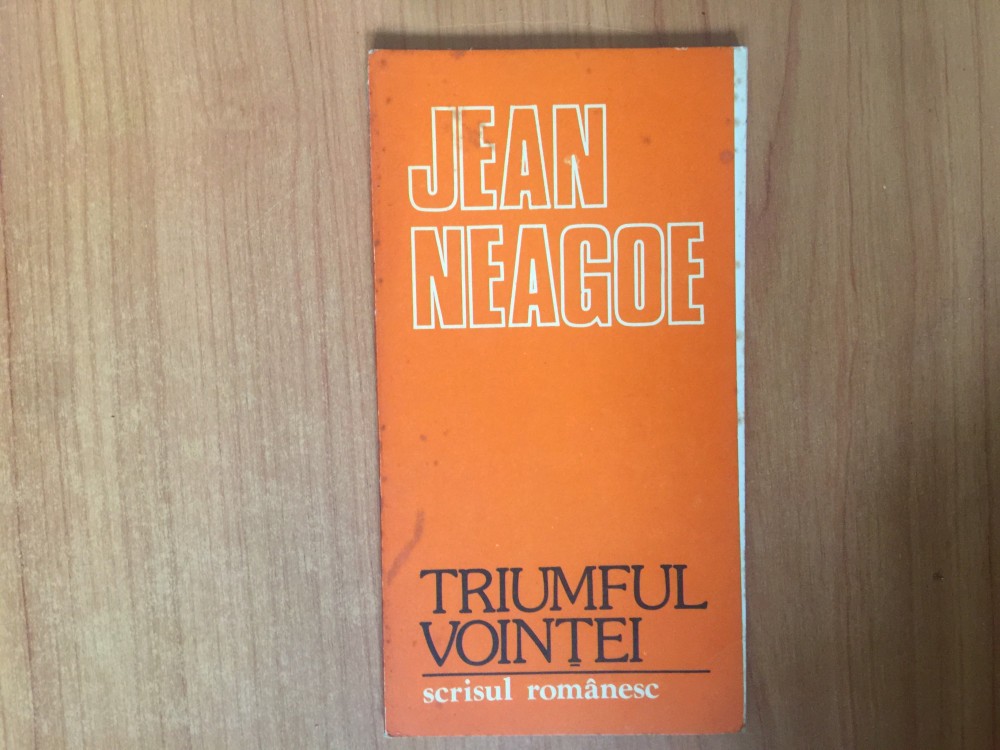 JEAN
NEAGOE
TRIUMFUL
VOINȚEI
scrisul românesc